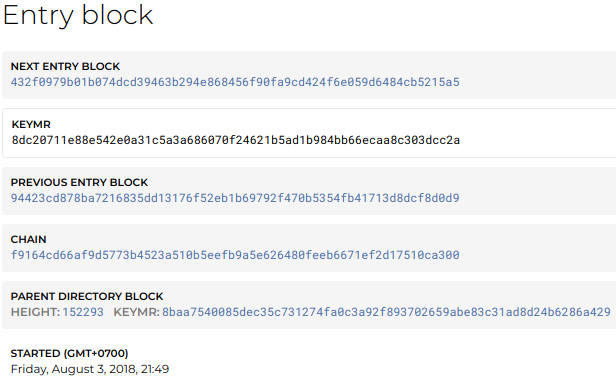 Entry block
NEXT ENTRY BLOCK
432f0979b01b074dcd39463b294e868456f90fa9cd424f6e059d6484cb5215a5
KEYMR
8dc20711e88e542e0a31c5a3a686070f24621b5ad1b984bb66ecaa8c303dcc2a
PREVIOUS ENTRY BLOCK
94423cd878ba7216835dd13176f52eb1b69792f470b5354fb41713d8dcf8d0d9
CHAIN
f9164cd66af9d5773b4523a510b5eefb9a5e626480feeb6671ef2d17510ca300
PARENT DIRECTORY BLOCK
HEIGHT: 152293 KEYMR: 8baa7540085dec35c731274fa0c3a92f893702659abe83c31ad8d24b6286a429
STARTED (GMT+0700)
Friday, August 3, 2018, 21:49